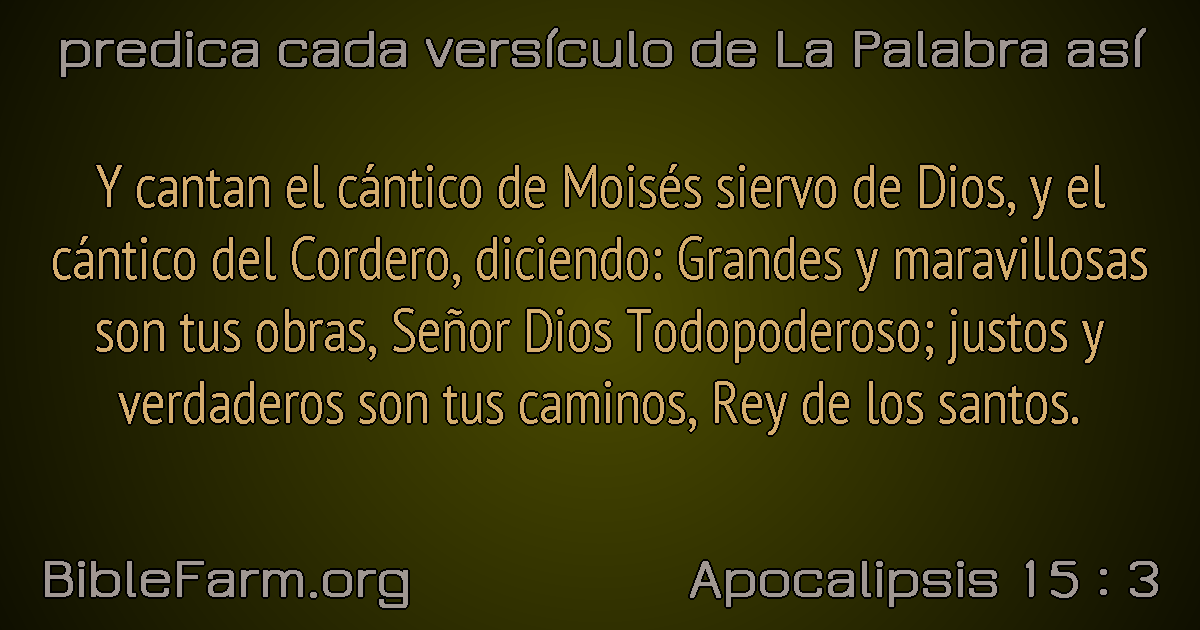 predica cada versículo de La Palabra así
Y cantan el cántico de Moisés siervo de Dios, y el
cántico del Cordero, diciendo: Grandes y maravillosas
son tus obras, Señor Dios Todopoderoso; justos y
verdaderos son tus caminos, Rey de los santos.
BibleFarm.org
Apocalipsis 15 : 3